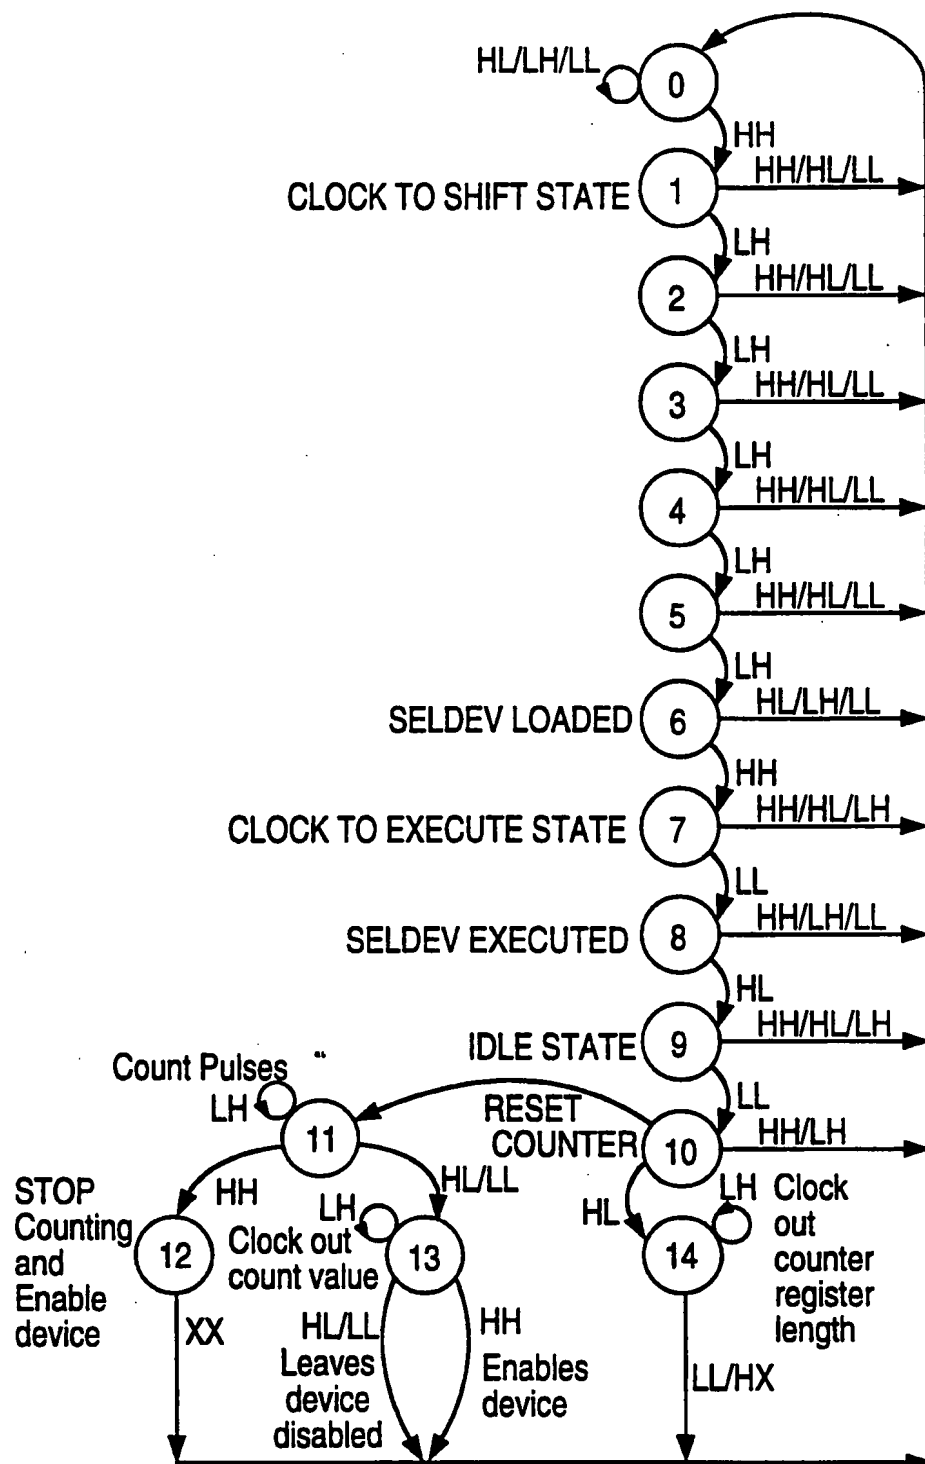 HL/LH/LL
0
HH
CLOCK TO SHIFT STATE
1
HH/HL/LL
LH
2
HH/HL/LL
LH
3
HH/HL/LL
LH
4
HH/HL/LL
LH
5
HH/HL/LL
LH
SELDEV LOADED
6
HL/LH/LL
HH
CLOCK TO EXECUTE STATE
7
HH/HL/LH
LL
SELDEV EXECUTED
8
HH/LH/LL
HL
IDLE STATE
9
HH/HL/LH
LL
RESET
COUNTER
10
HH/LH
Count Pulses
LH
11
HH
HL/LL
STOP
Counting
and
Enable
device
12
XX
LH
Clock out
count value
13
HL/LL
Leaves
device
disabled
HH
Enables
device
HL
14
LH
Clock
out
counter
register
length
LL/HX